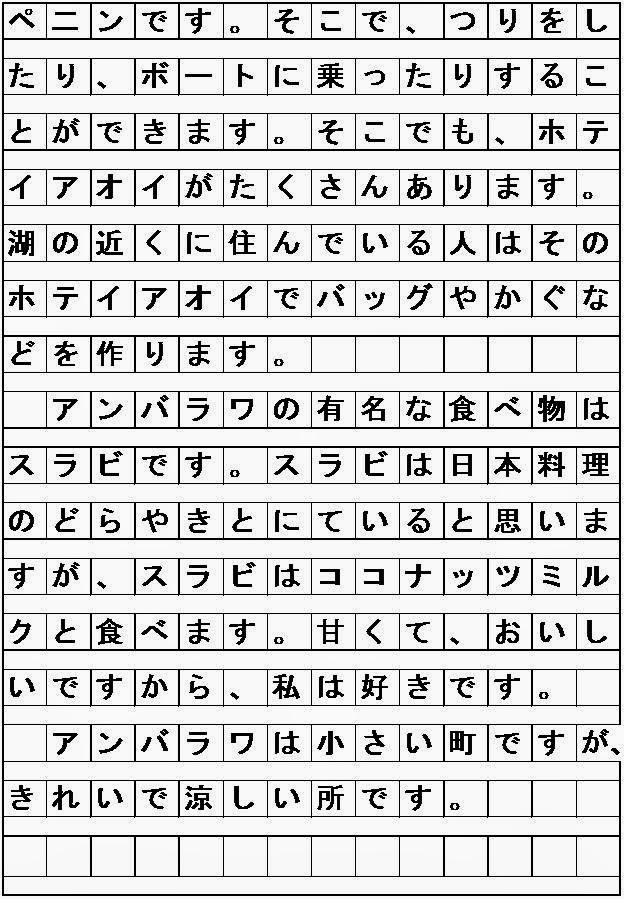 ペニンです。そこで、つりをし
たり、ボートに乗ったりするこ
とができます。そこでも、ホテ
イアオイがたくさんあります。
湖の近くに住んでいる人はその
ホテイアオイでバッグやかぐな
どを作ります。
　アンバラワの有名な食べ物は
スラビです。スラビは日本料理
のどらやきとにていると思いま
すが、スラビはココナッツミル
クと食べます。甘くて、おいし
いですから、私は好きです。
　アンバラワは小さい町ですが、
きれいで涼しい所です。